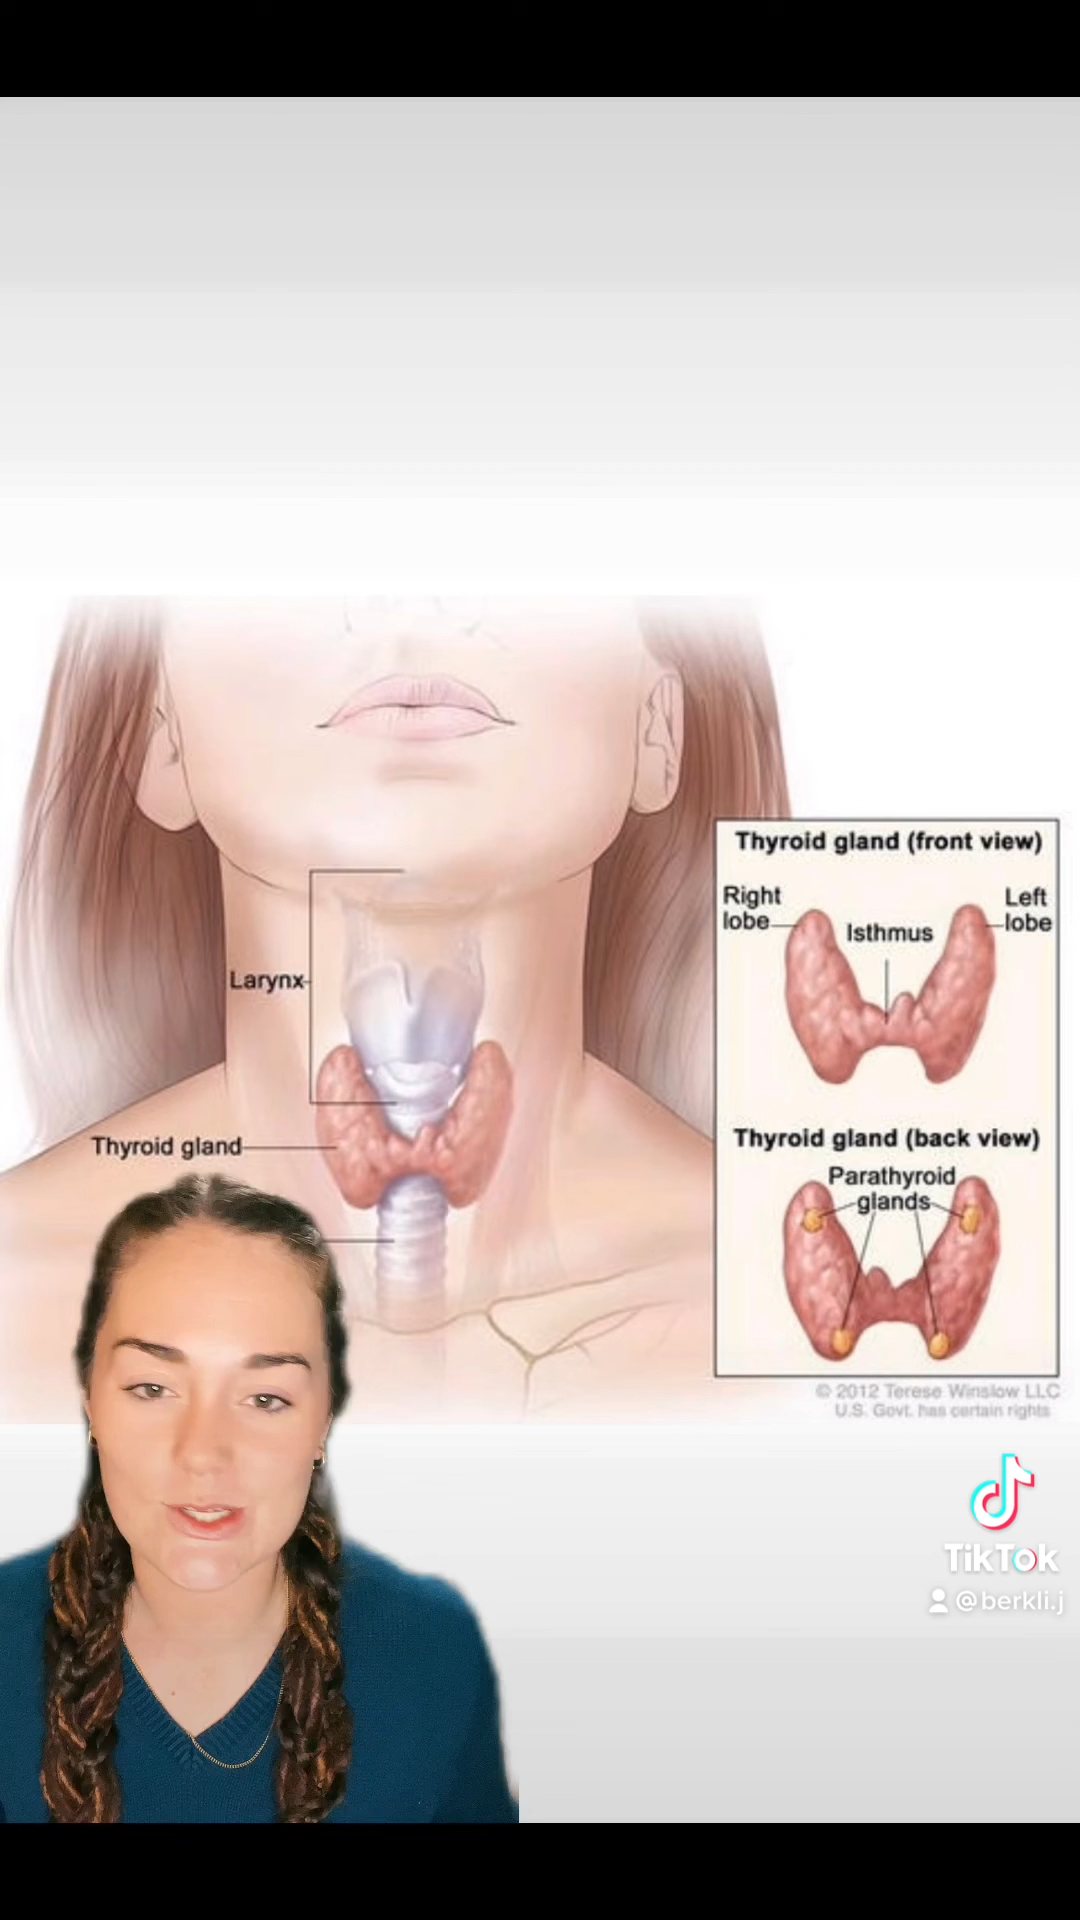 Larynx
Thyroid gland
Thyroid gland (front view)
Right
lobe
Isthmus
Left
lobe
Thyroid gland (back view)
Parathyroid
glands
© 2012 Terese Winslow LLC
U.S. Govt. has certain rights
TikTok
@berkli.j